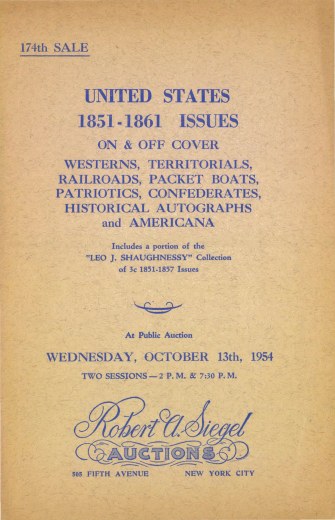 174th SALE
UNITED STATES
1851-1861 ISSUES
ON & OFF COVER
WESTERNS, TERRITORIALS,
RAILROADS, PACKET BOATS,
PATRIOTICS, CONFEDERATES,
HISTORICAL AUTOGRAPHS
and AMERICANA
Includes a portion of the
"LEO J. SHAUGHNESSY" Collection
of 3c 1851-1857 Issues
At Public Auction
WEDNESDAY, OCTOBER 13th, 1954
TWO SESSIONS — 2 P. M. & 7:30 P. M.
Robert A. Siegel
AUCTIONS
505 FIFTH AVENUE NEW YORK CITY